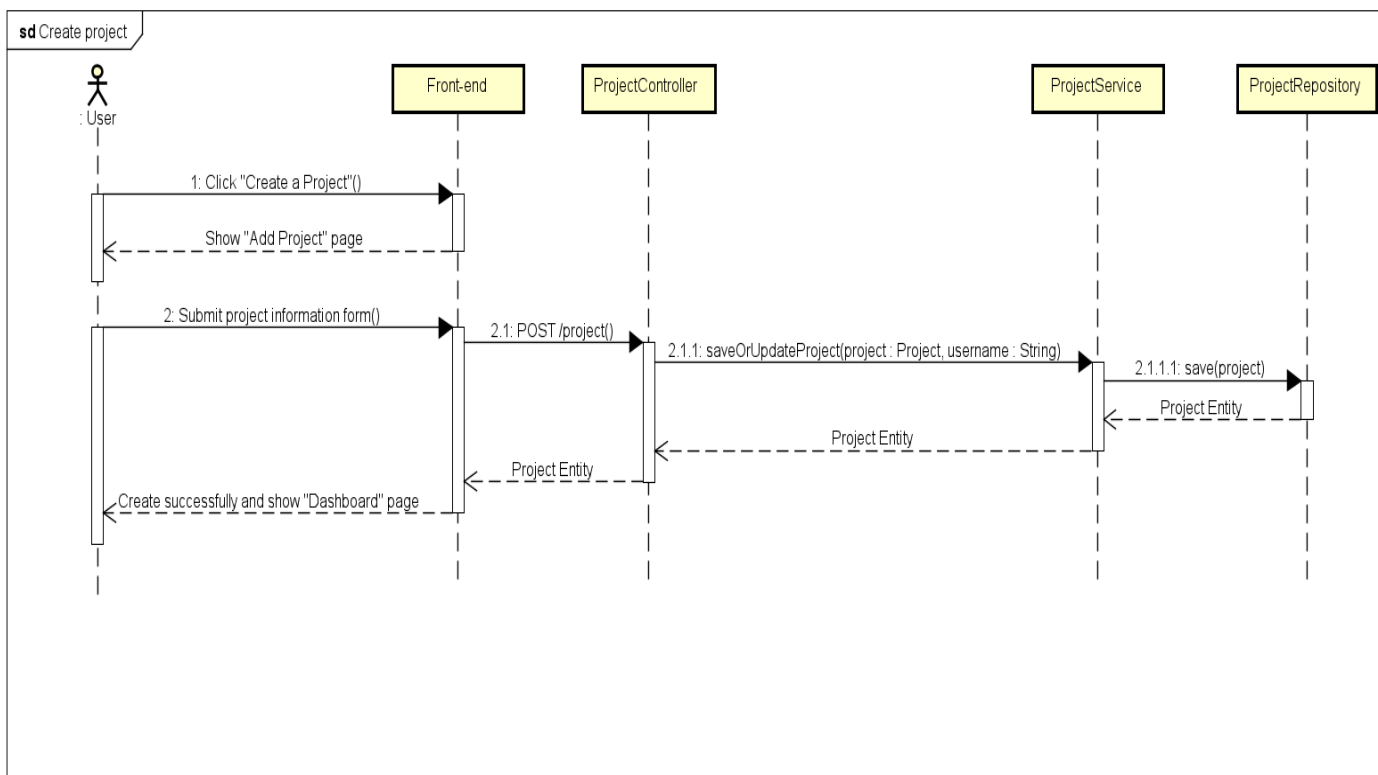 sd Create project
: User
Front-end
ProjectController
ProjectService
ProjectRepository
1: Click "Create a Project"()
Show "Add Project" page
2: Submit project information form()
2.1: POST /project()
2.1.1: saveOrUpdateProject(project : Project, username : String)
2.1.1.1: save(project)
Project Entity
Project Entity
Project Entity
Create successfully and show "Dashboard" page